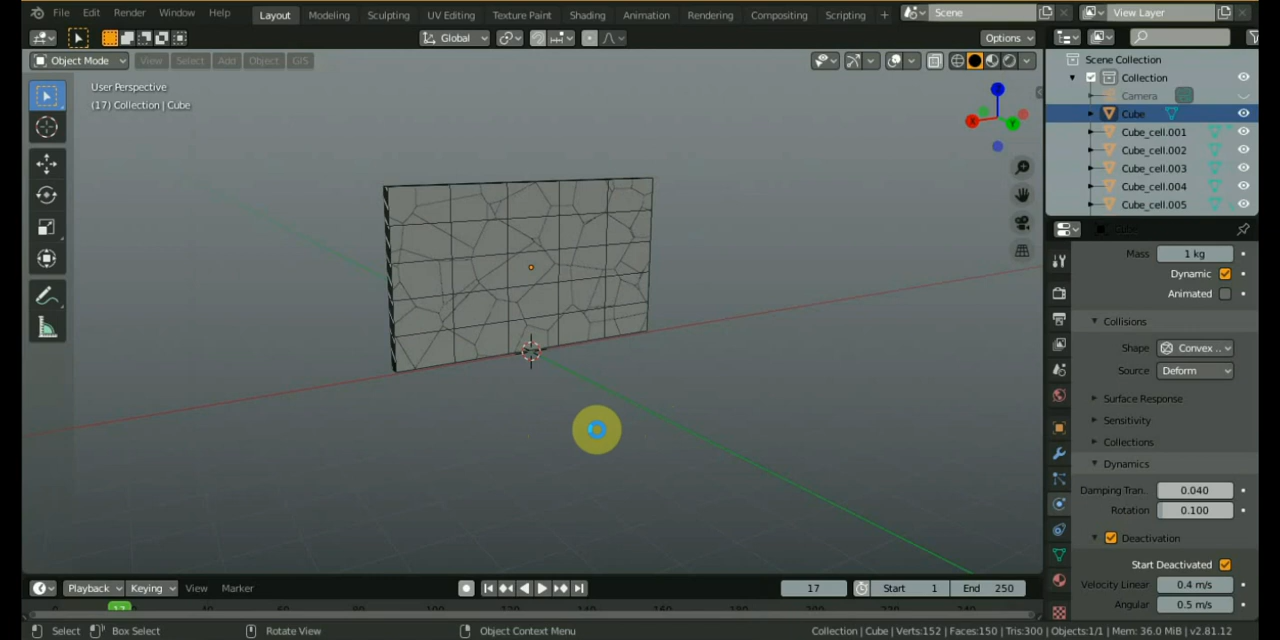 File Edit Render Window Help Layout Modeling Sculpting UV Editing Texture Paint Shading Animation Rendering Compositing Scripting + Scene View Layer
Global Options
Object Mode View Select Add Object GIS
User Perspective
(17) Collection | Cube
X Y Z
Scene Collection
Collection
Camera
Cube
Cube_cell.001
Cube_cell.002
Cube_cell.003
Cube_cell.004
Cube_cell.005
Cube
Mass 1 kg
Dynamic
Animated
Collisions
Shape Convex ..
Source Deform
Surface Response
Sensitivity
Collections
Dynamics
Damping Tran.. 0.040
Rotation 0.100
Deactivation
Start Deactivated
Velocity Linear 0.4 m/s
Angular 0.5 m/s
Playback Keying View Marker 17 Start 1 End 250
Select Box Select Rotate View Object Context Menu Collection | Cube | Verts:152 | Faces:150 | Tris:300 | Objects:1/1 | Mem: 36.0 MiB | v2.81.12